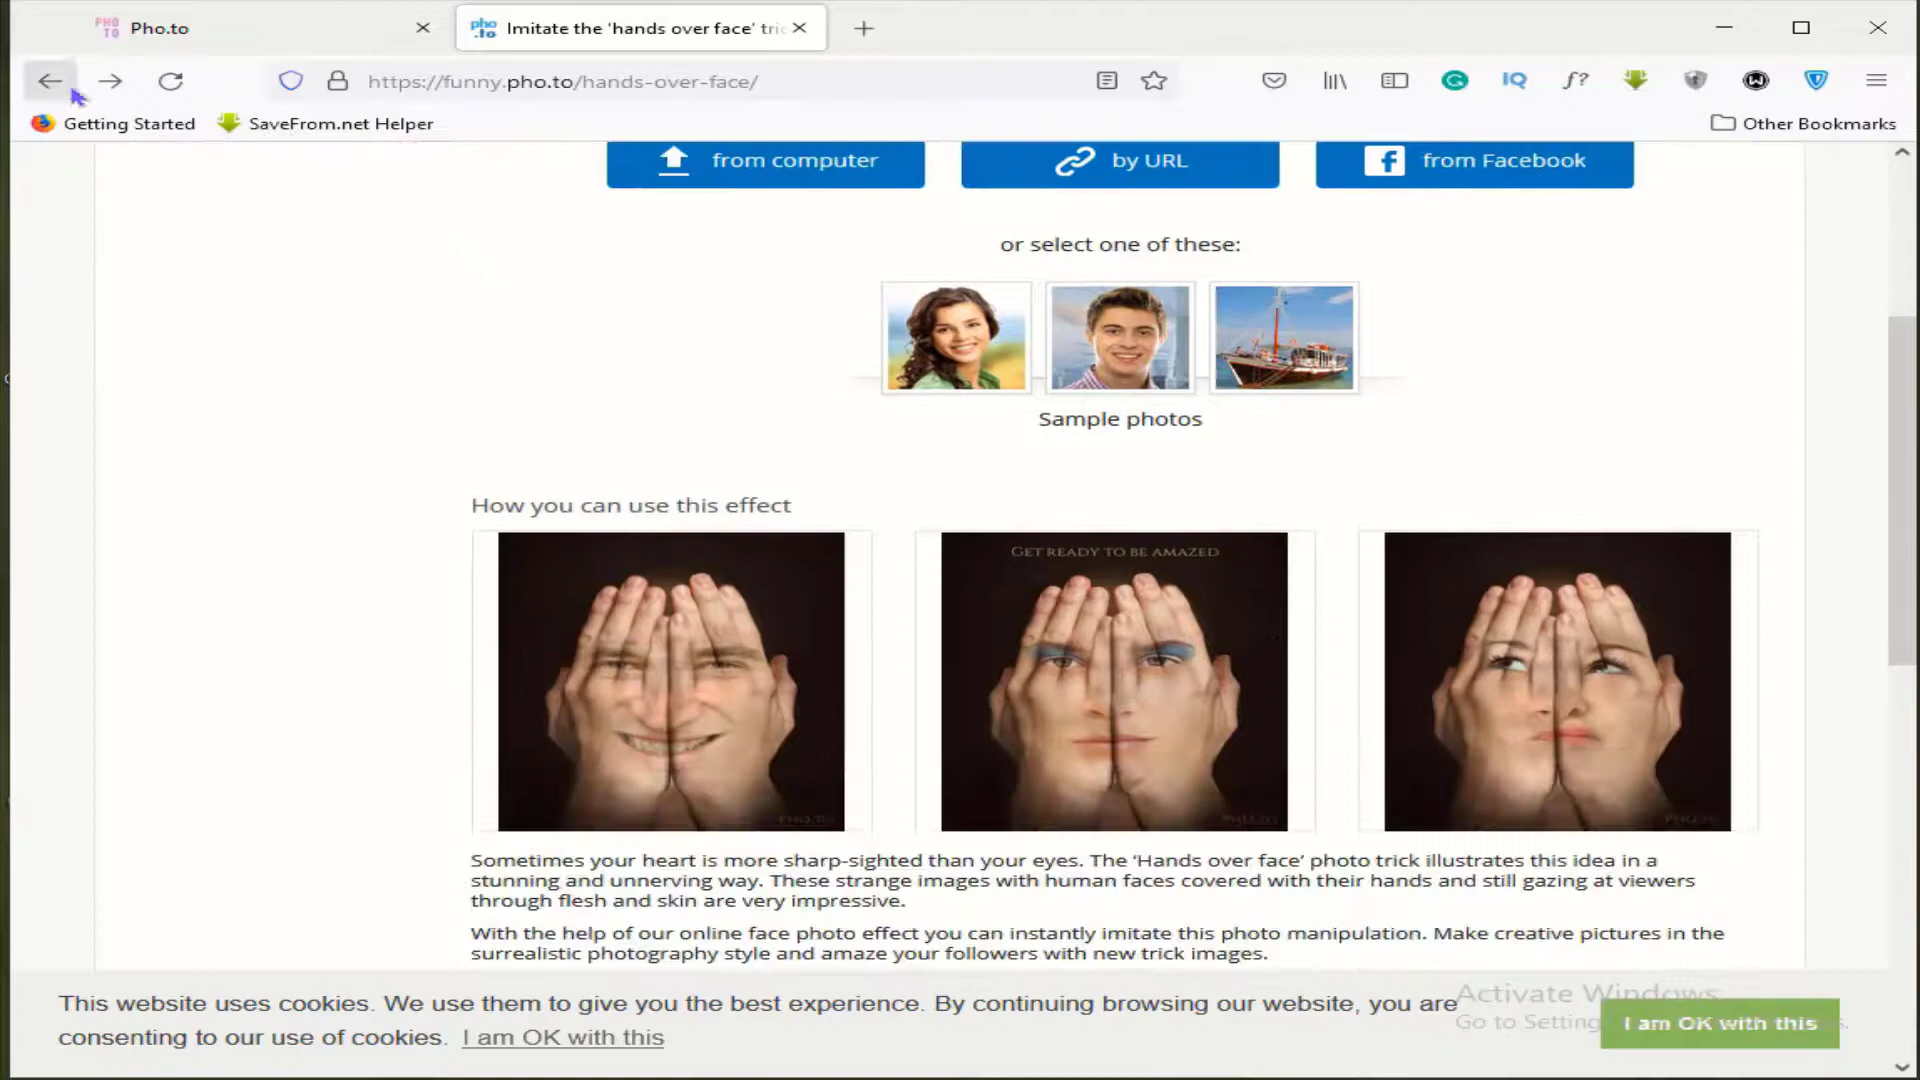 PHO TO Pho.to
pho .to Imitate the 'hands over face' tri
https://funny.pho.to/hands-over-face/
IQ f?
Getting Started SaveFrom.net Helper Other Bookmarks
from computer by URL from Facebook
or select one of these:
Sample photos
How you can use this effect
GET READY TO BE AMAZED
Sometimes your heart is more sharp-sighted than your eyes. The ‘Hands over face’ photo trick illustrates this idea in a
stunning and unnerving way. These strange images with human faces covered with their hands and still gazing at viewers
through flesh and skin are very impressive.
With the help of our online face photo effect you can instantly imitate this photo manipulation. Make creative pictures in the
surrealistic photography style and amaze your followers with new trick images.
This website uses cookies. We use them to give you the best experience. By continuing browsing our website, you are
consenting to our use of cookies. I am OK with this
Activate Windows
Go to Setting
I am OK with this